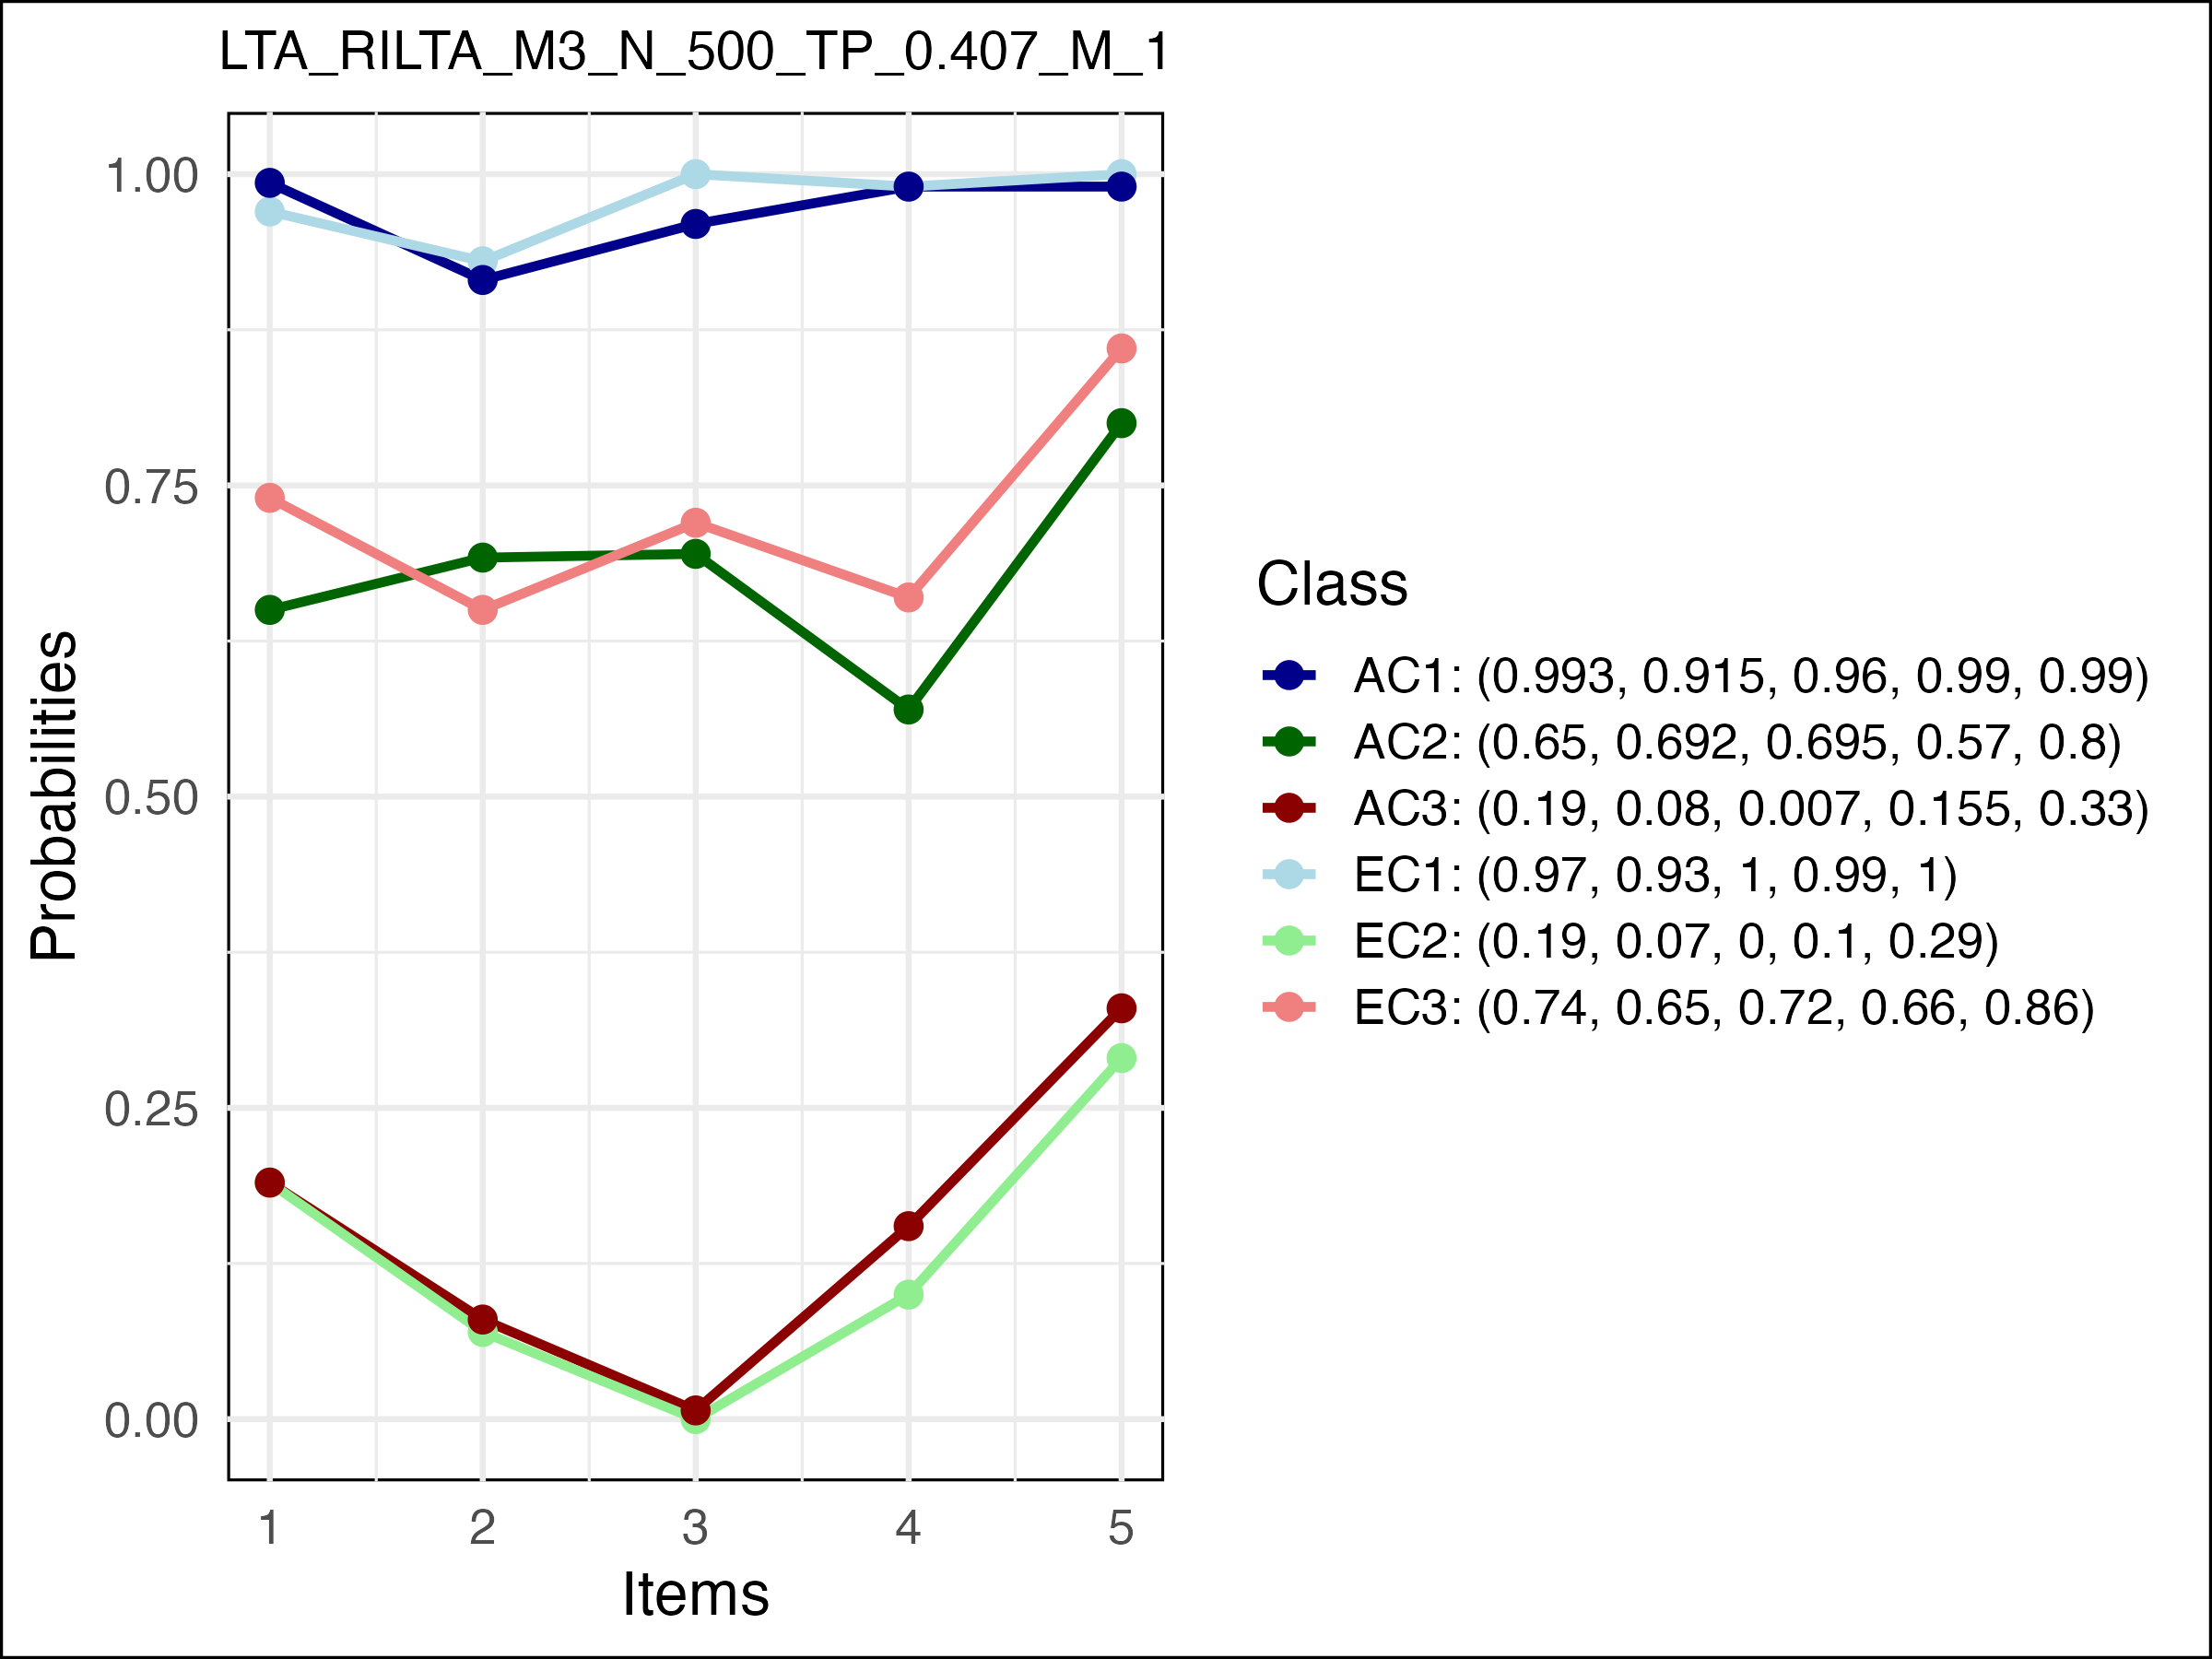 LTA_RILTA_M3_N_500_TP_0.407_M_1
1.00
0.75
0.50
0.25
0.00
Probabilities
1 2 3 4 5
Items
Class
AC1: (0.993, 0.915, 0.96, 0.99, 0.99)
AC2: (0.65, 0.692, 0.695, 0.57, 0.8)
AC3: (0.19, 0.08, 0.007, 0.155, 0.33)
EC1: (0.97, 0.93, 1, 0.99, 1)
EC2: (0.19, 0.07, 0, 0.1, 0.29)
EC3: (0.74, 0.65, 0.72, 0.66, 0.86)